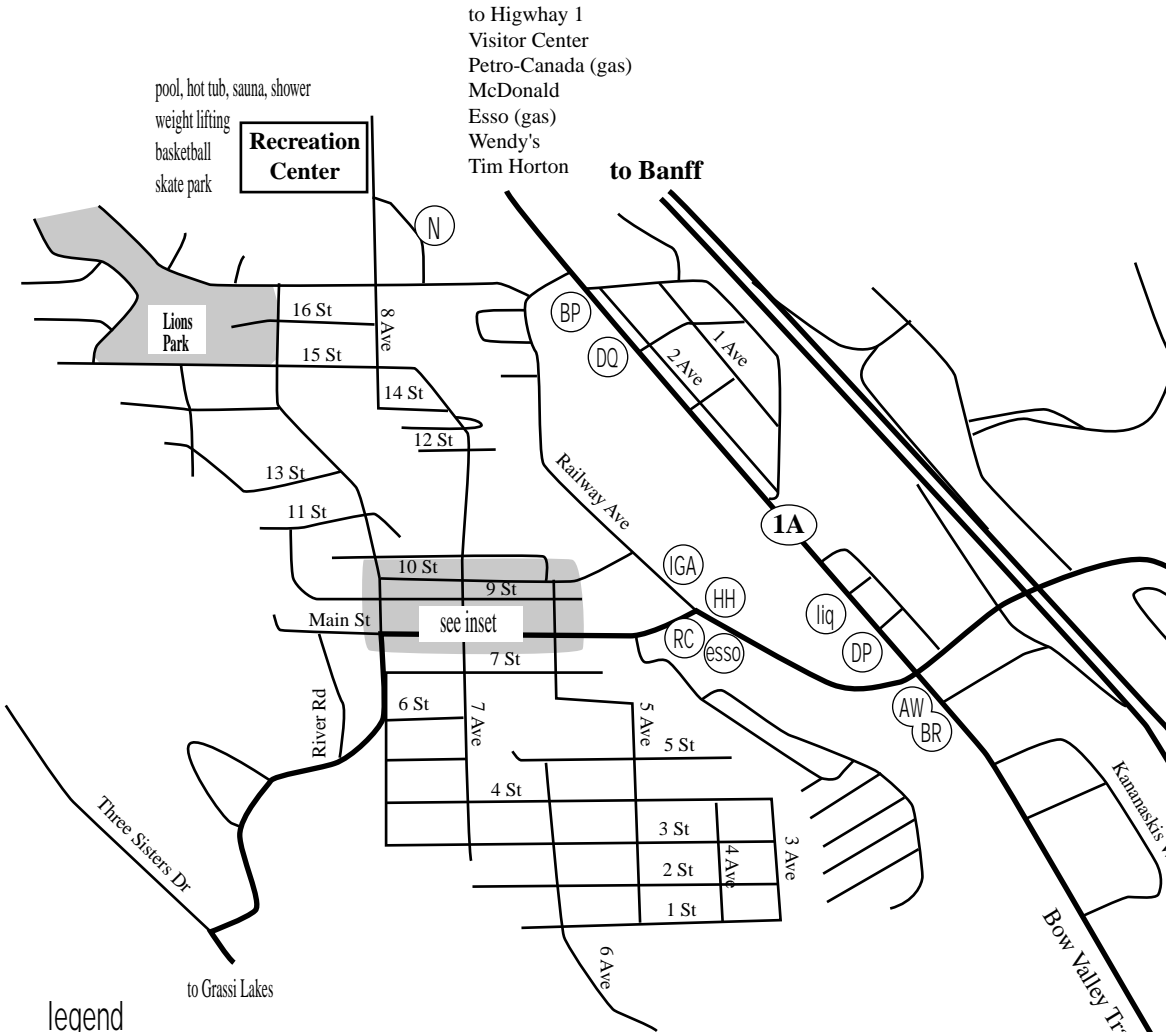 to Higwhay 1
Visitor Center
Petro-Canada (gas)
McDonald
Esso (gas)
Wendy's
Tim Horton
pool, hot tub, sauna, shower
weight lifting
basketball
skate park
Recreation
Center
to Banff
N
BP
DQ
16 St
8 Ave
Lions
Park
15 St
1 Ave
2 Ave
14 St
12 St
13 St
Railway Ave
11 St
1A
10 St
IGA
9 St
HH
Main St
see inset
liq
RC
esso
DP
7 St
River Rd
6 St
7 Ave
5 Ave
AW
BR
5 St
4 St
Kananaskis
Three Sisters Dr
3 St
4 Ave
3 Ave
2 St
1 St
6 Ave
Bow Valley
to Grassi Lakes
legend